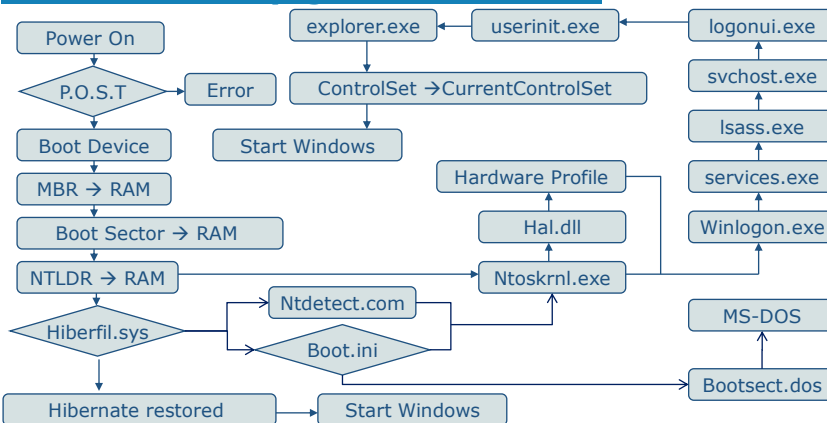 Power On
P.O.S.T
Error
Boot Device
MBR → RAM
Boot Sector → RAM
NTLDR → RAM
Hiberfil.sys
Hibernate restored
Start Windows
Ntdetect.com
Boot.ini
Ntoskrnl.exe
Hal.dll
Hardware Profile
Bootsect.dos
MS-DOS
Winlogon.exe
services.exe
lsass.exe
svchost.exe
logonui.exe
userinit.exe
explorer.exe
ControlSet →CurrentControlSet
Start Windows